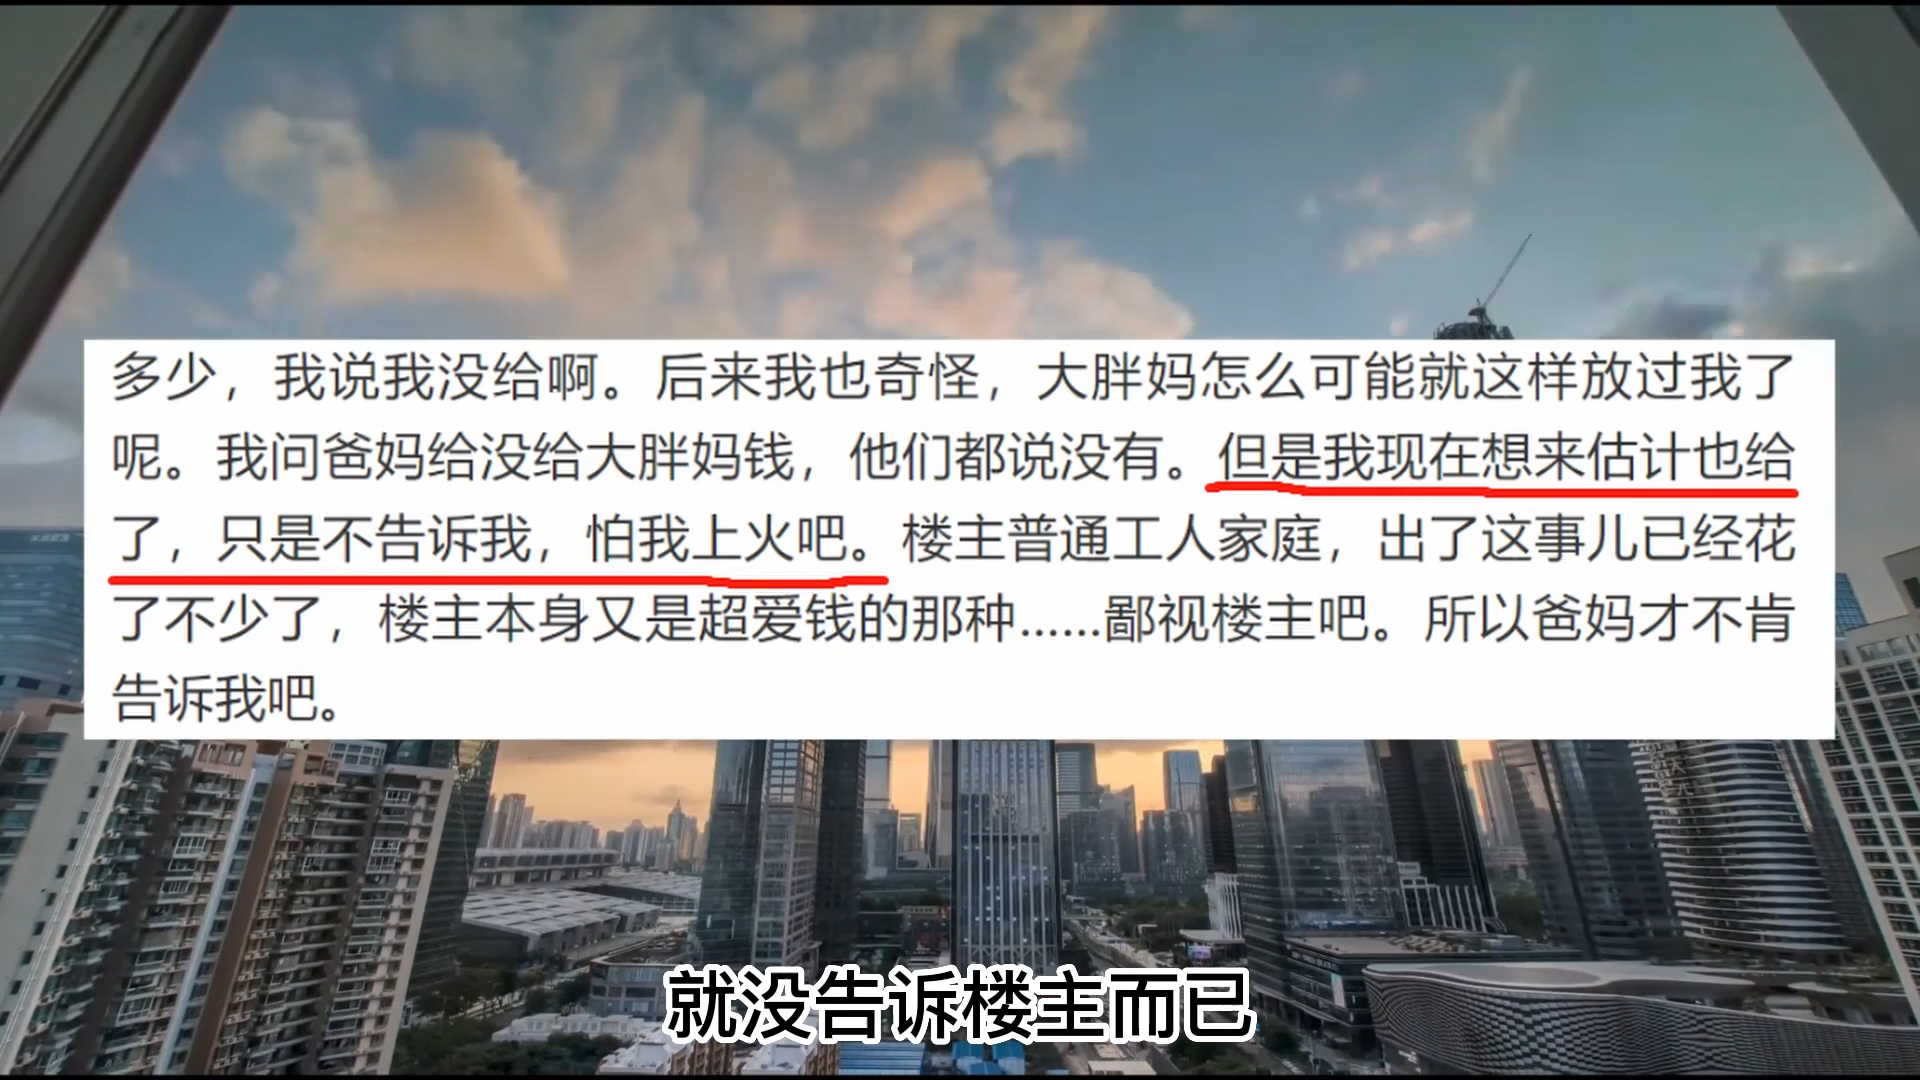 多少，我说我没给啊。后来我也奇怪，大胖妈怎么可能就这样放过我了
呢。我问爸妈给没给大胖妈钱，他们都说没有。但是我现在想来估计也给
了，只是不告诉我，怕我上火吧。楼主普通工人家庭，出了这事儿已经花
了不少了，楼主本身又是超爱钱的那种……鄙视楼主吧。所以爸妈才不肯
告诉我吧。
就没告诉楼主而已